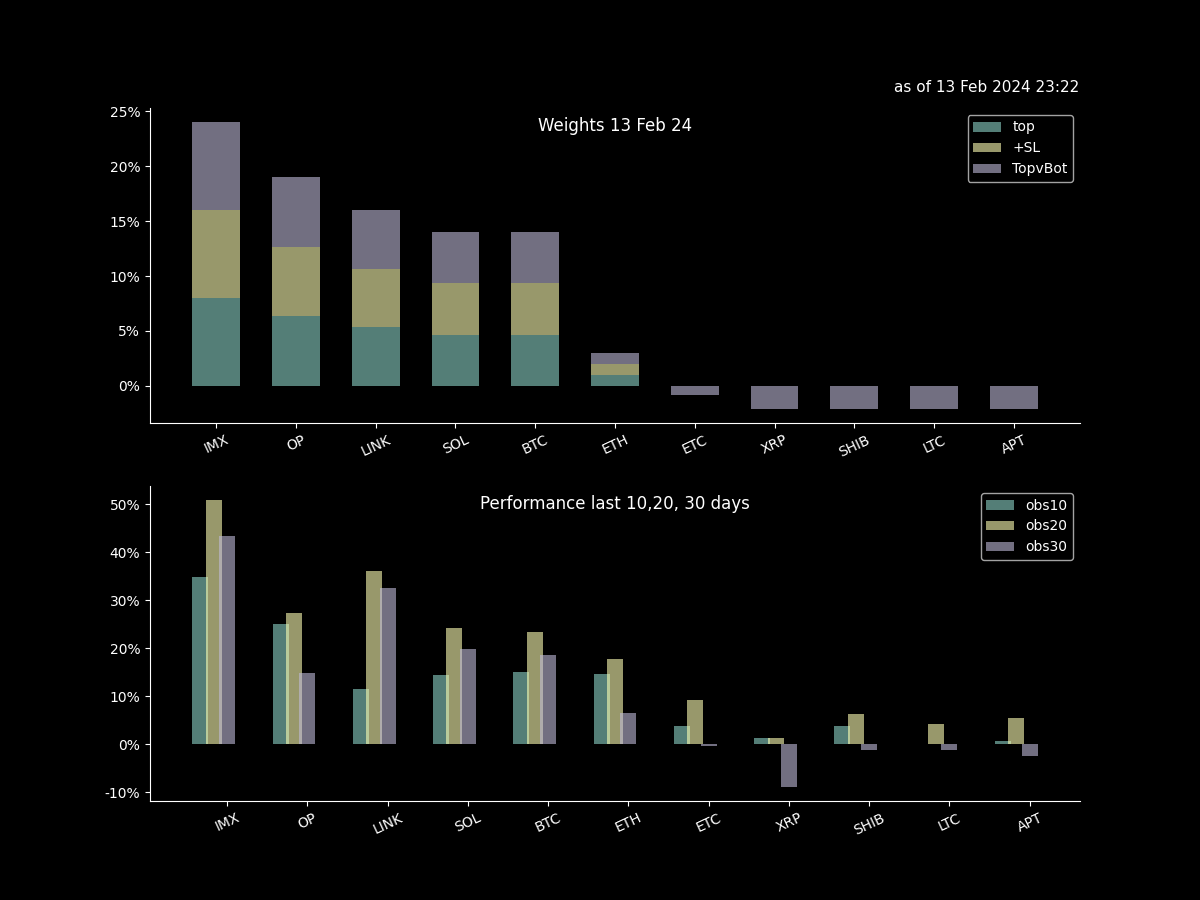 as of 13 Feb 2024 23:22
Weights 13 Feb 24
top
+SL
TopvBot
25%
20%
15%
10%
5%
0%
IMX OP LINK SOL BTC ETH ETC XRP SHIB LTC APT
Performance last 10,20, 30 days
obs10
obs20
obs30
50%
40%
30%
20%
10%
0%
-10%
IMX OP LINK SOL BTC ETH ETC XRP SHIB LTC APT